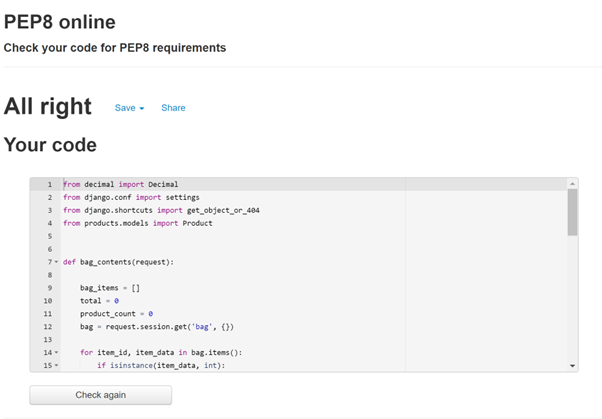 PEP8 online
Check your code for PEP8 requirements
All right Save Share
Your code
1 from decimal import Decimal
2 from django.conf import settings
3 from django.shortcuts import get_object_or_404
4 from products.models import Product
5
6
7 def bag_contents(request):
8
9     bag_items = []
10     total = 0
11     product_count = 0
12     bag = request.session.get('bag', {})
13
14     for item_id, item_data in bag.items():
15         if isinstance(item_data, int):
Check again